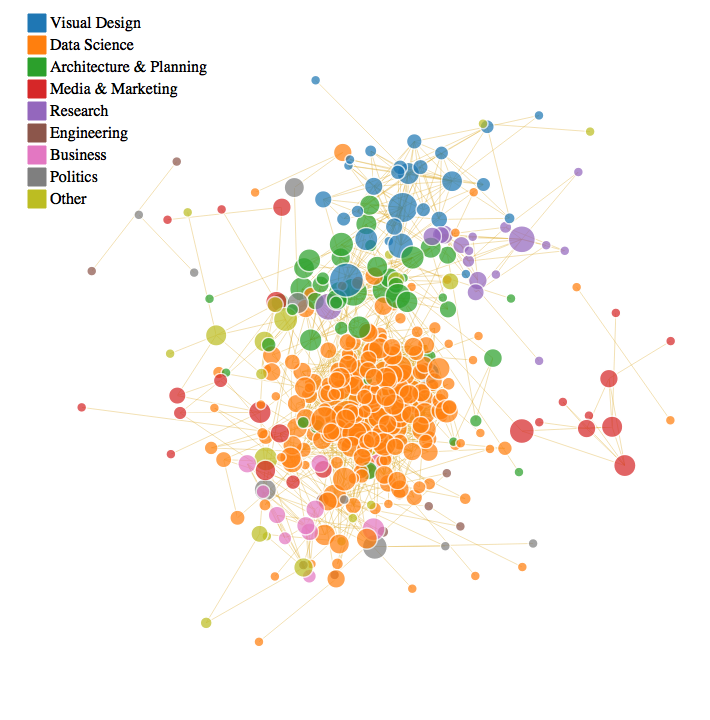 Visual Design
Data Science
Architecture & Planning
Media & Marketing
Research
Engineering
Business
Politics
Other